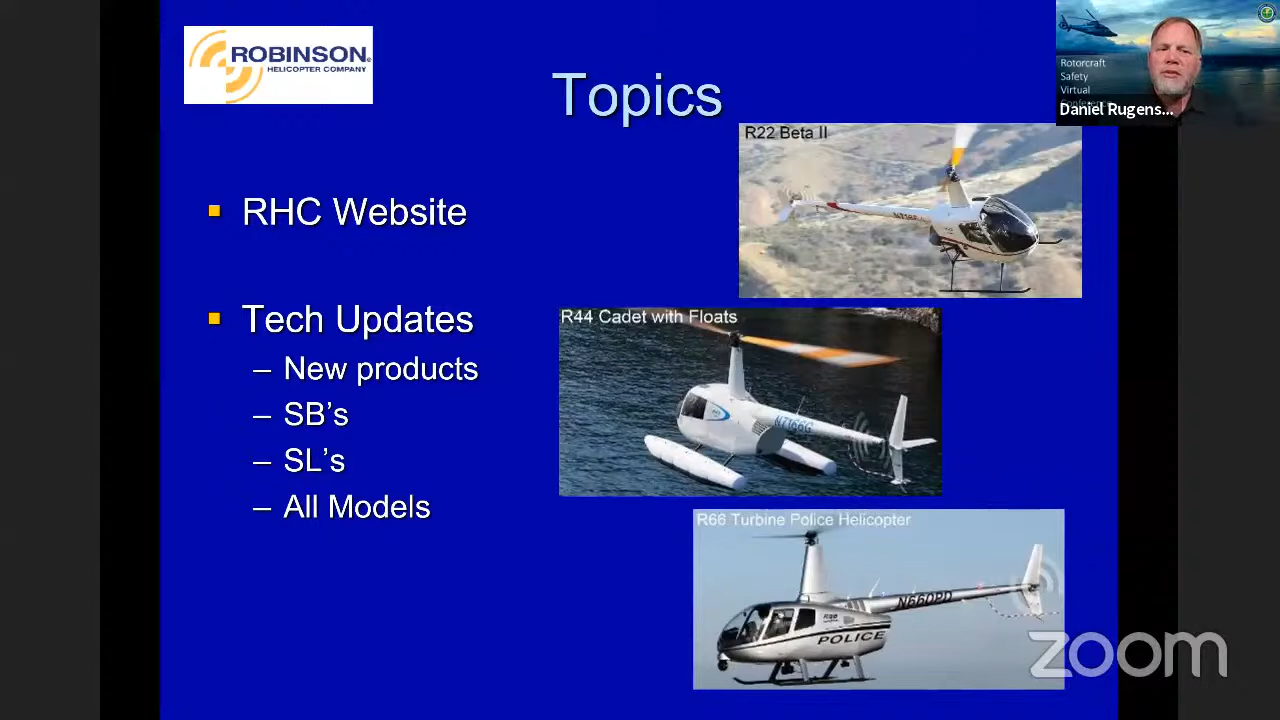 ROBINSON
HELICOPTER COMPANY
Topics
Rotorcraft
Safety
Virtual
Daniel Rugens...
R22 Beta II
▪ RHC Website
▪ Tech Updates
– New products
– SB's
– SL's
– All Models
R44 Cadet with Floats
N7166G
R66 Turbine Police Helicopter
N660PD
POLICE
zoom